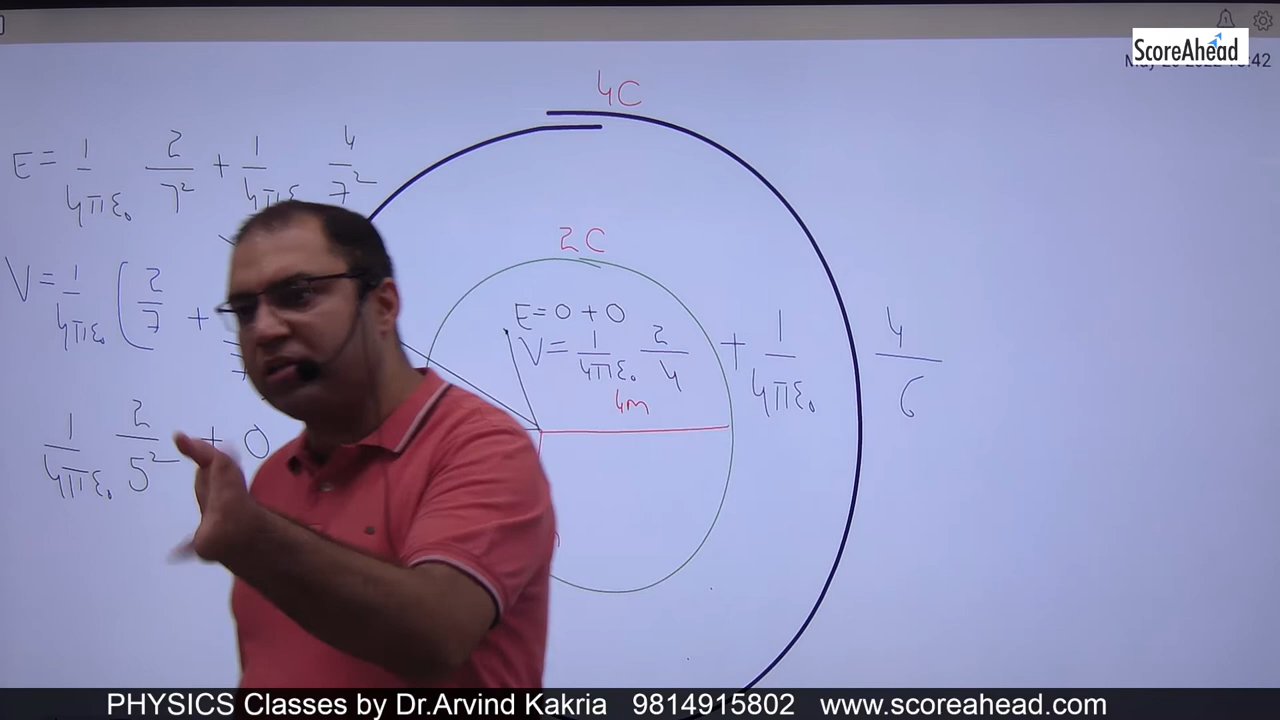 ScoreAhead
42
4C
E = 1/4πε₀ 2/7² + 1/4πε₀ 4/7²
2C
V = 1/4πε₀ ( 2/7 +
E = 0 + 0
V = 1/4πε₀ 2/4 + 1/4πε₀ 4/6
4m
1/4πε₀ 2/5² + 0
PHYSICS Classes by Dr.Arvind Kakria 9814915802 www.scoreahead.com